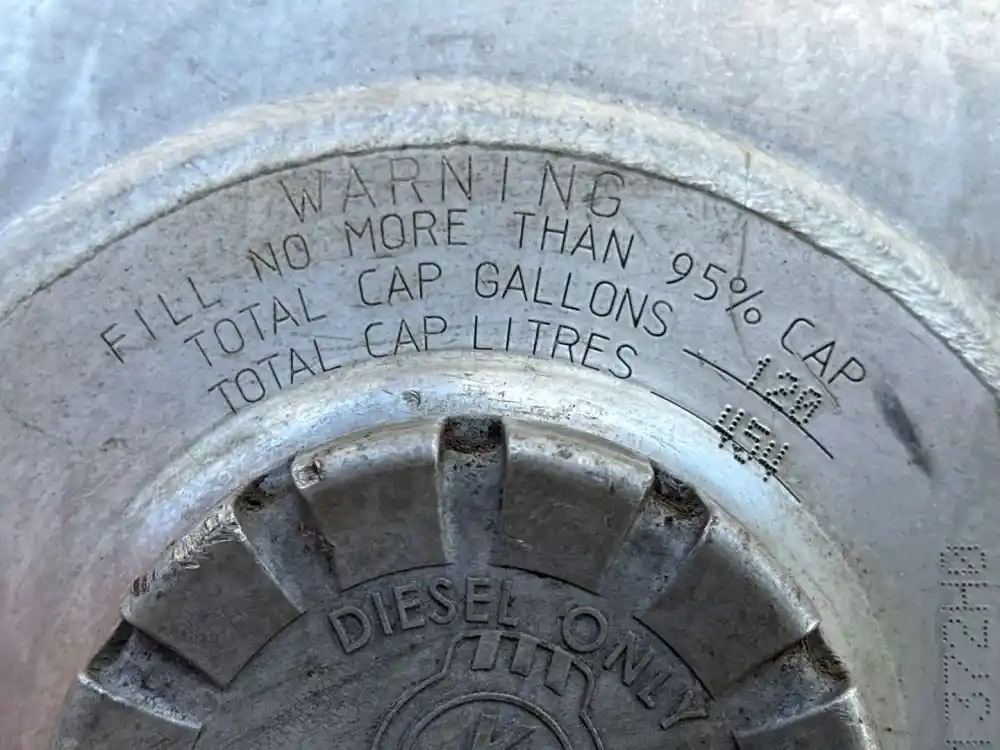 WARNING
FILL NO MORE THAN 95% CAP
TOTAL CAP GALLONS 120
TOTAL CAP LITRES 454
DIESEL ONLY
K